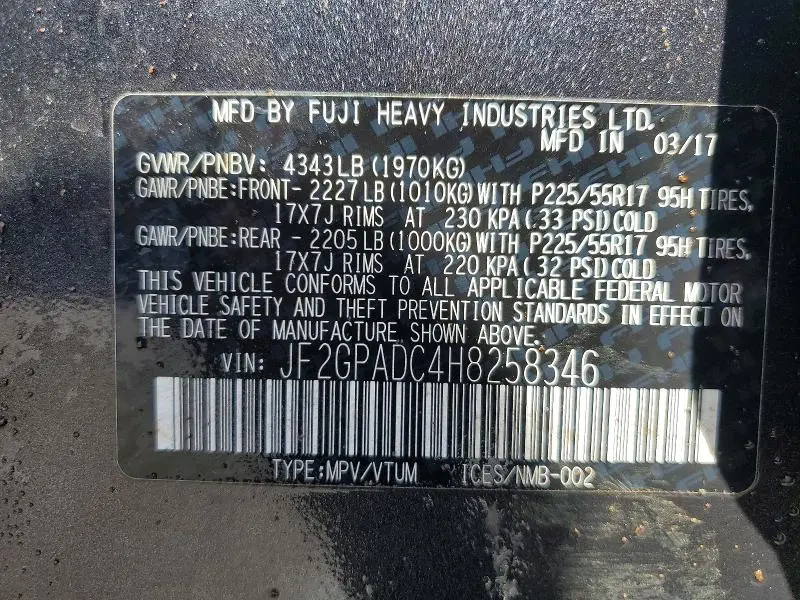 MFD BY FUJI HEAVY INDUSTRIES LTD.
MFD IN 03/17
GVWR/PNBV: 4343LB (1970KG)
GAWR/PNBE:FRONT- 2227LB (1010KG) WITH P225/55R17 95H TIRES,
17X7J RIMS AT 230 KPA (.33 PSI) COLD
GAWR/PNBE:REAR - 2205LB (1000KG) WITH P225/55R17 95H TIRES,
17X7J RIMS AT 220 KPA (32 PSI) COLD
THIS VEHICLE CONFORMS TO ALL APPLICABLE FEDERAL MOTOR
VEHICLE SAFETY AND THEFT PREVENTION STANDARDS IN EFFECT ON
THE DATE OF MANUFACTURE SHOWN ABOVE.
VIN: JF2GPADC4H8258346
TYPE:MPV/VTUM ICES/NMB-002